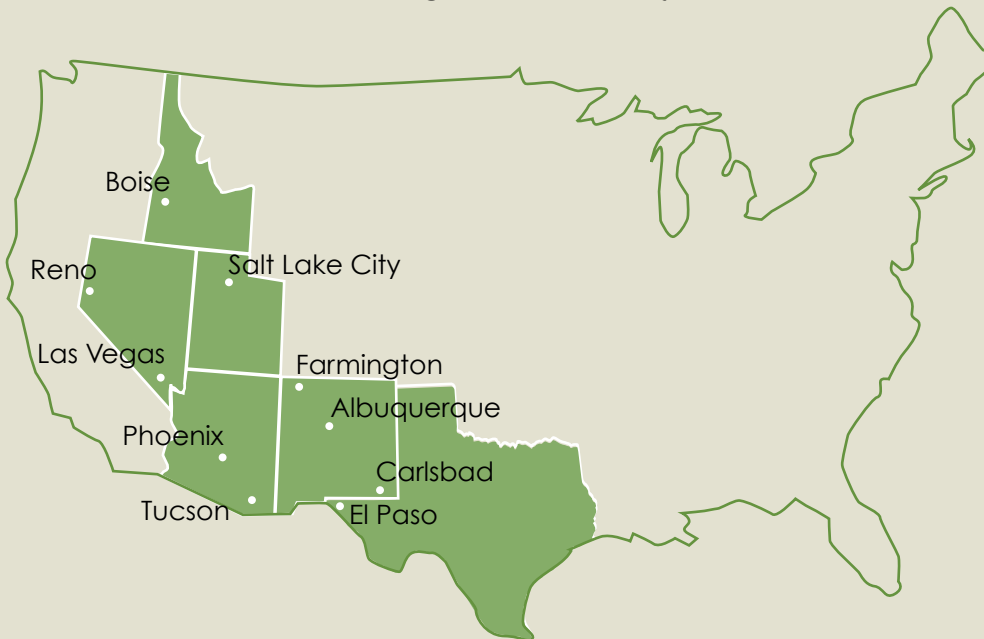 Boise
Reno
Salt Lake City
Las Vegas
Farmington
Albuquerque
Phoenix
Carlsbad
Tucson
El Paso